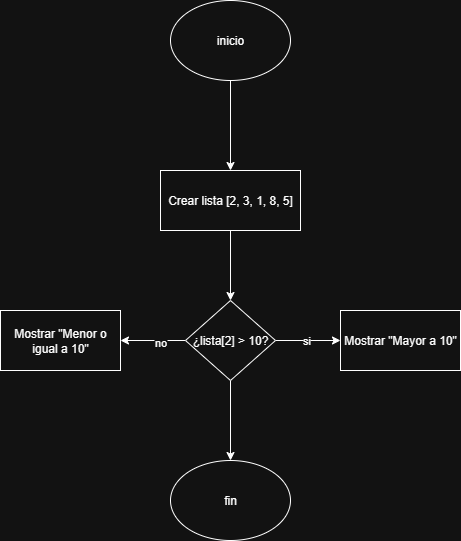 inicio
Crear lista [2, 3, 1, 8, 5]
Mostrar "Menor o
igual a 10"
no
¿lista[2] > 10?
si
Mostrar "Mayor a 10"
fin